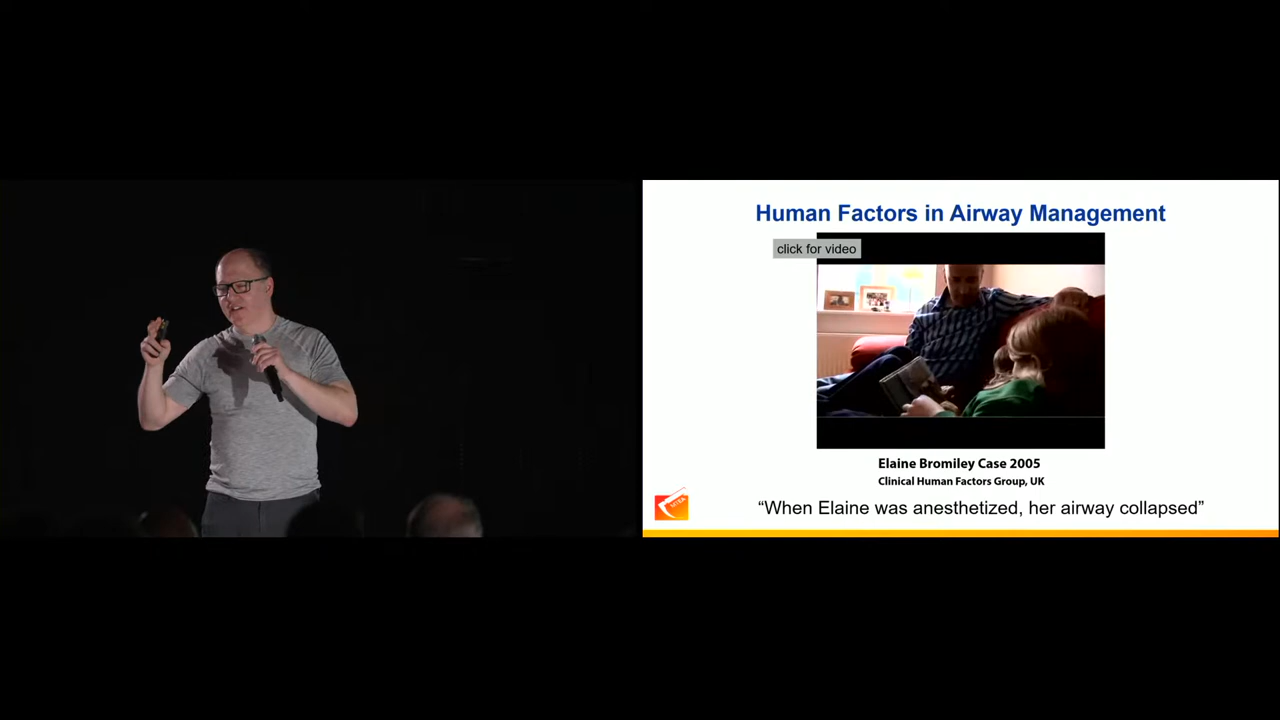 Human Factors in Airway Management
click for video
Elaine Bromiley Case 2005
Clinical Human Factors Group, UK
“When Elaine was anesthetized, her airway collapsed”